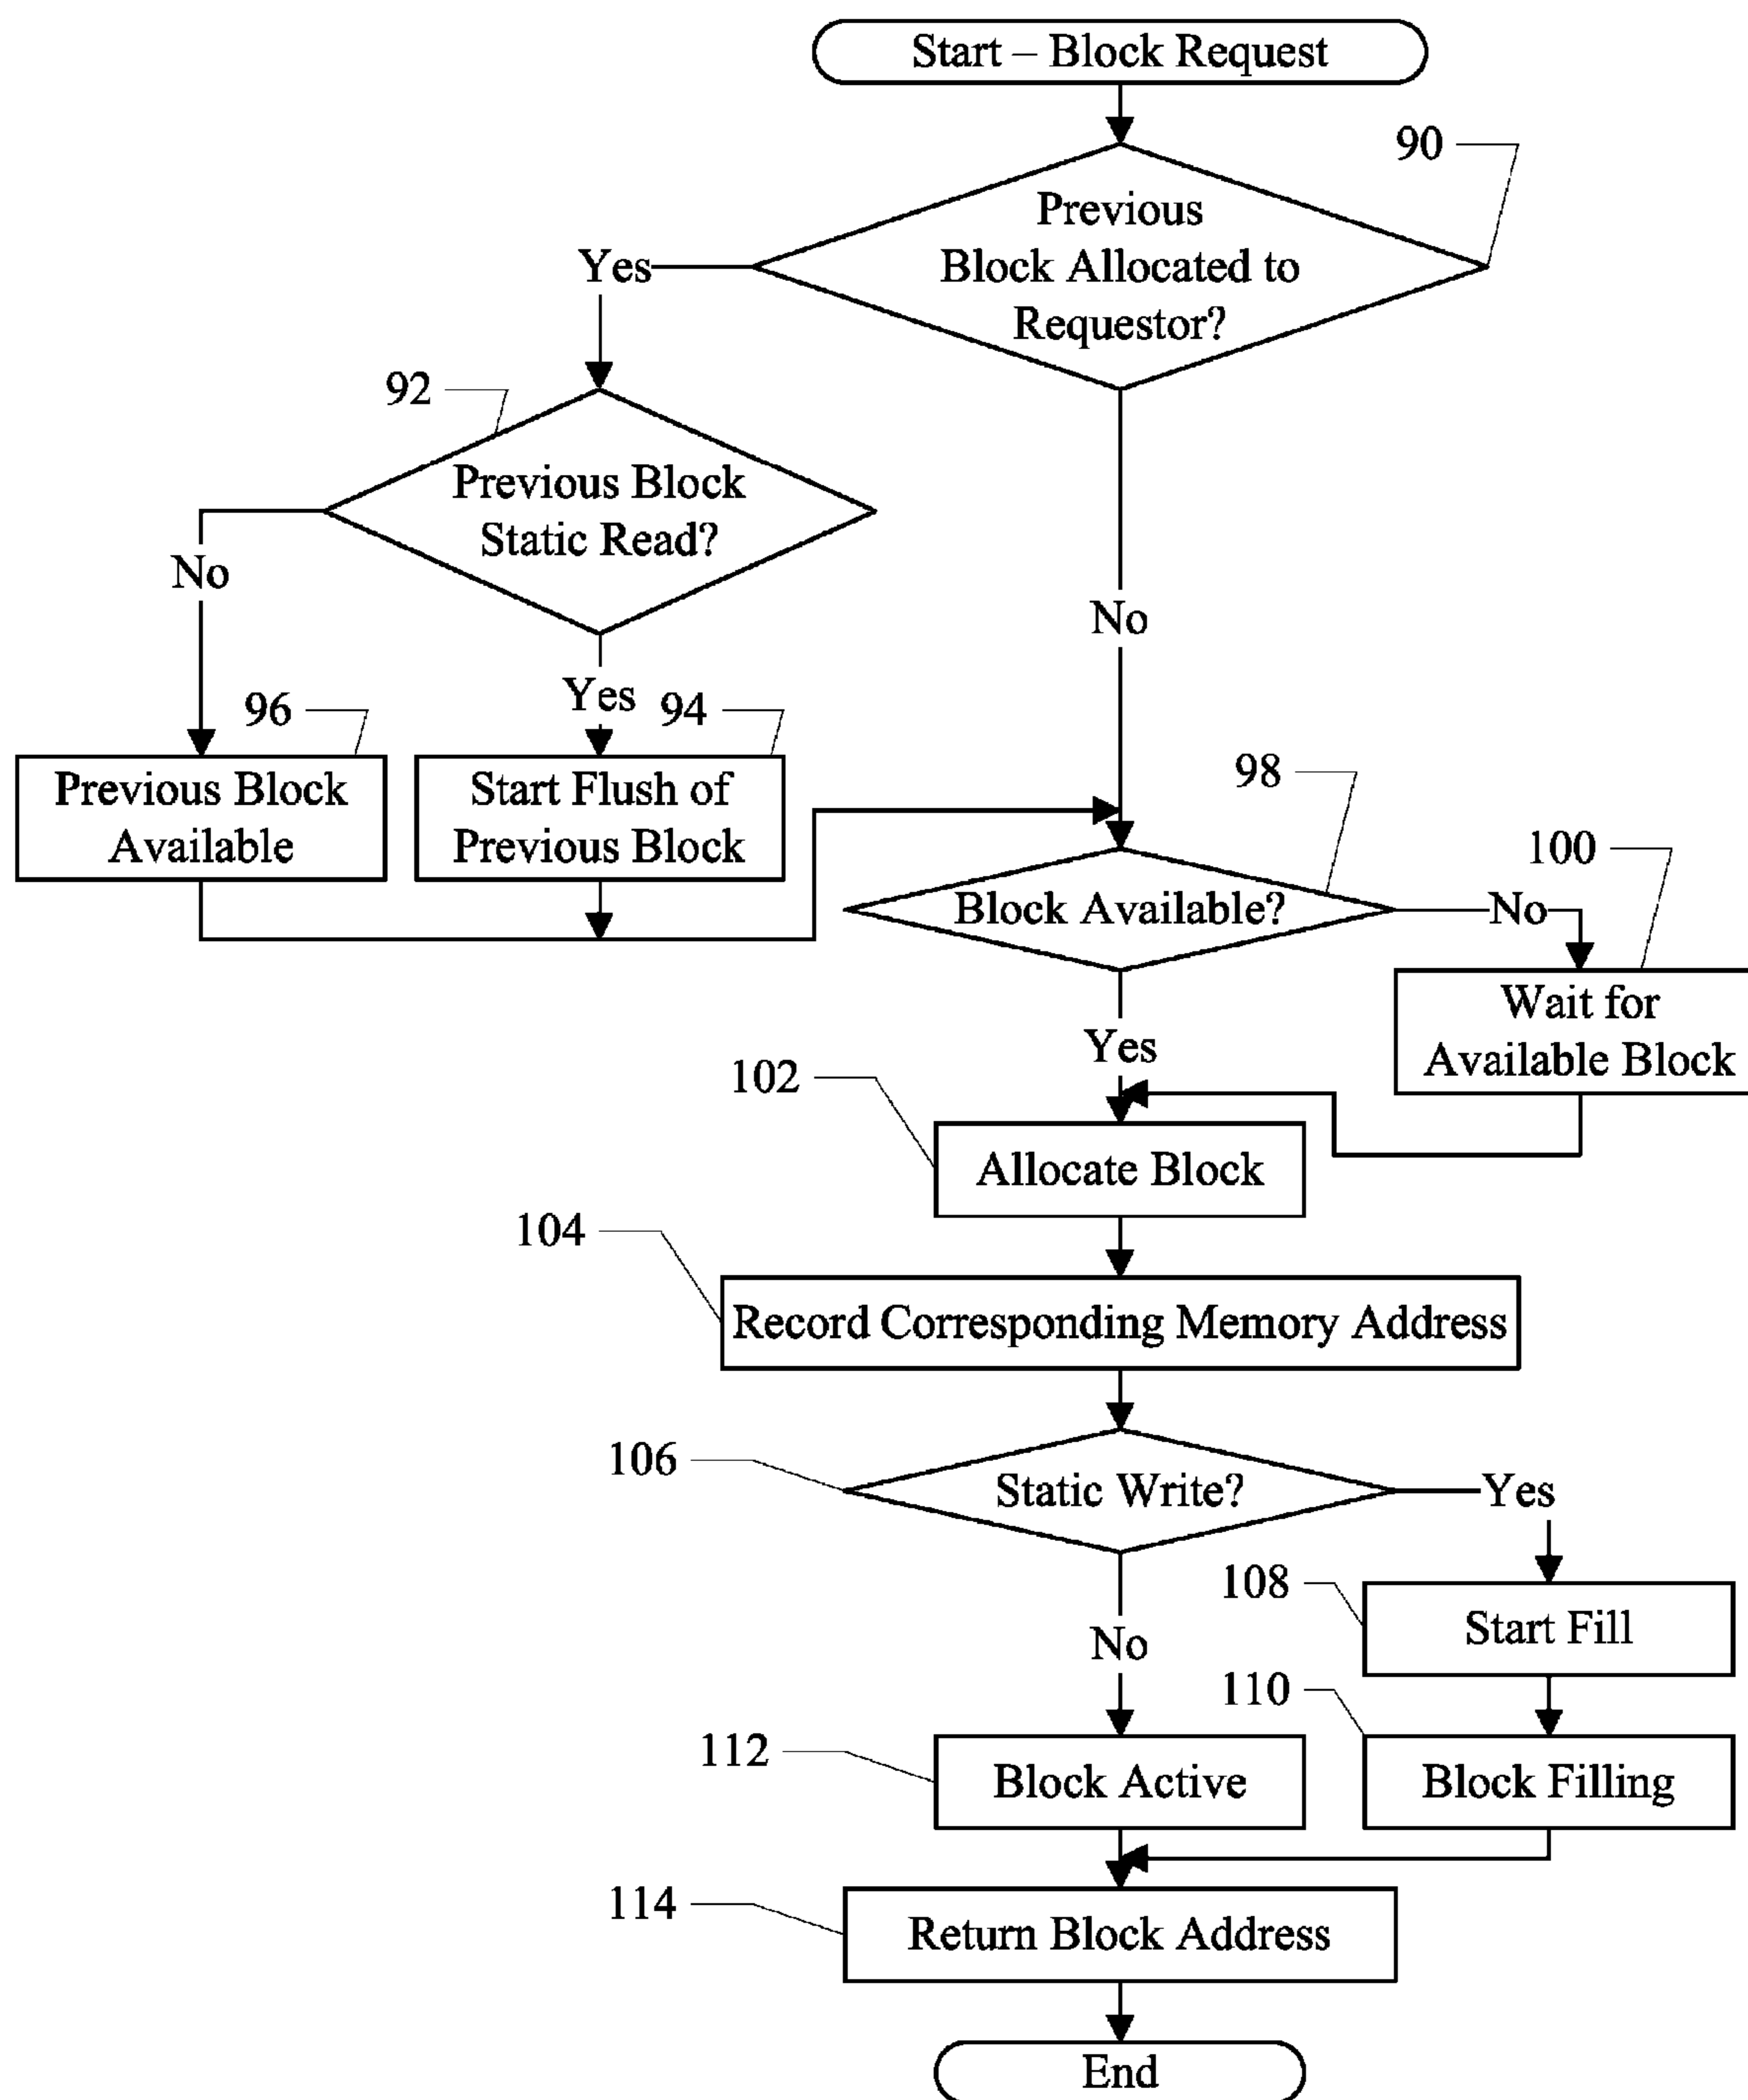 Start – Block Request
90
Previous
Block Allocated to
Requestor?
Yes
92
Previous Block
Static Read?
No
No
Yes
96
94
Previous Block
Available
Start Flush of
Previous Block
98
Block Available?
No
100
Wait for
Available Block
Yes
102
Allocate Block
104
Record Corresponding Memory Address
106
Static Write?
Yes
108
Start Fill
No
110
Block Filling
112
Block Active
114
Return Block Address
End